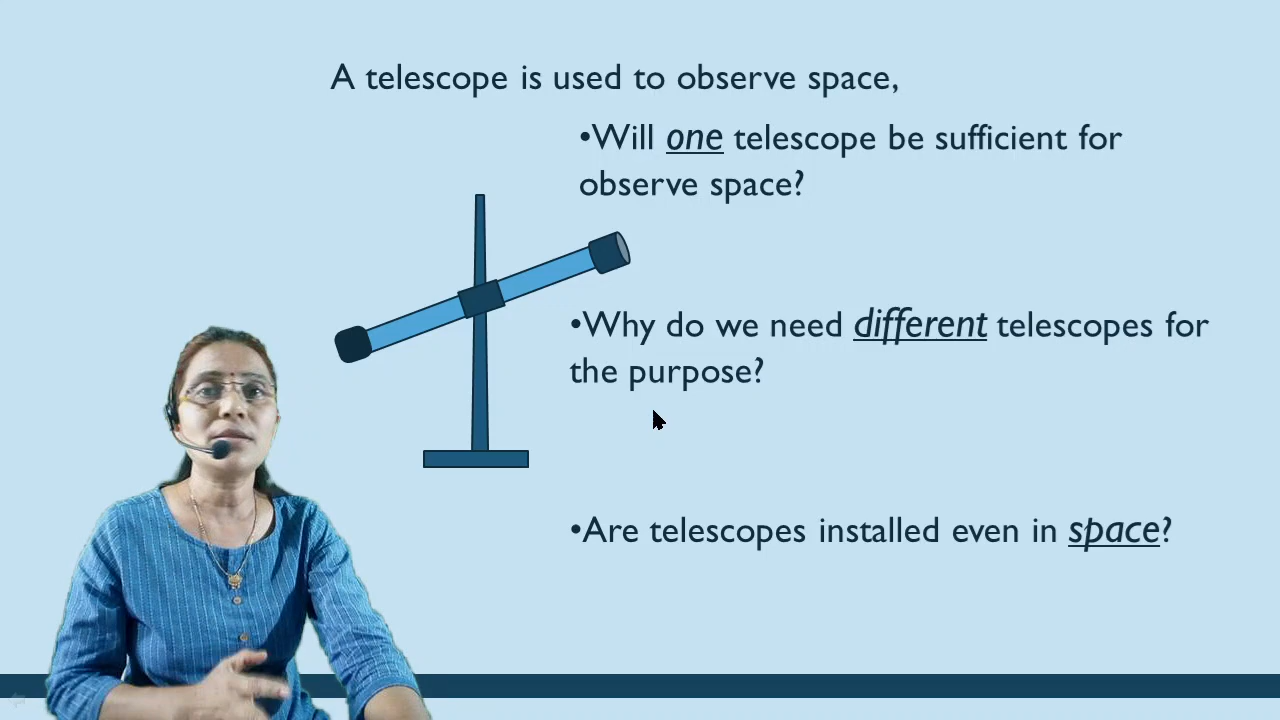 A telescope is used to observe space,
•Will one telescope be sufficient for
observe space?
•Why do we need different telescopes for
the purpose?
•Are telescopes installed even in space?